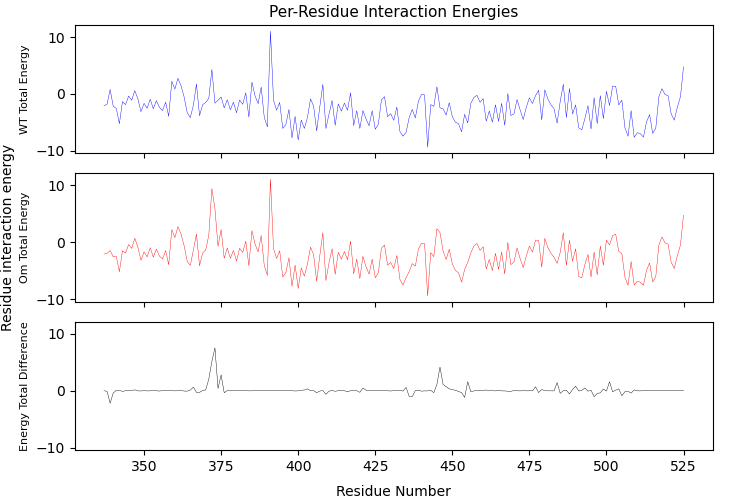 Per-Residue Interaction Energies
Residue interaction energy
WT Total Energy
10
0
−10
Om Total Energy
10
0
−10
Energy Total Difference
10
0
−10
350 375 400 425 450 475 500 525
Residue Number